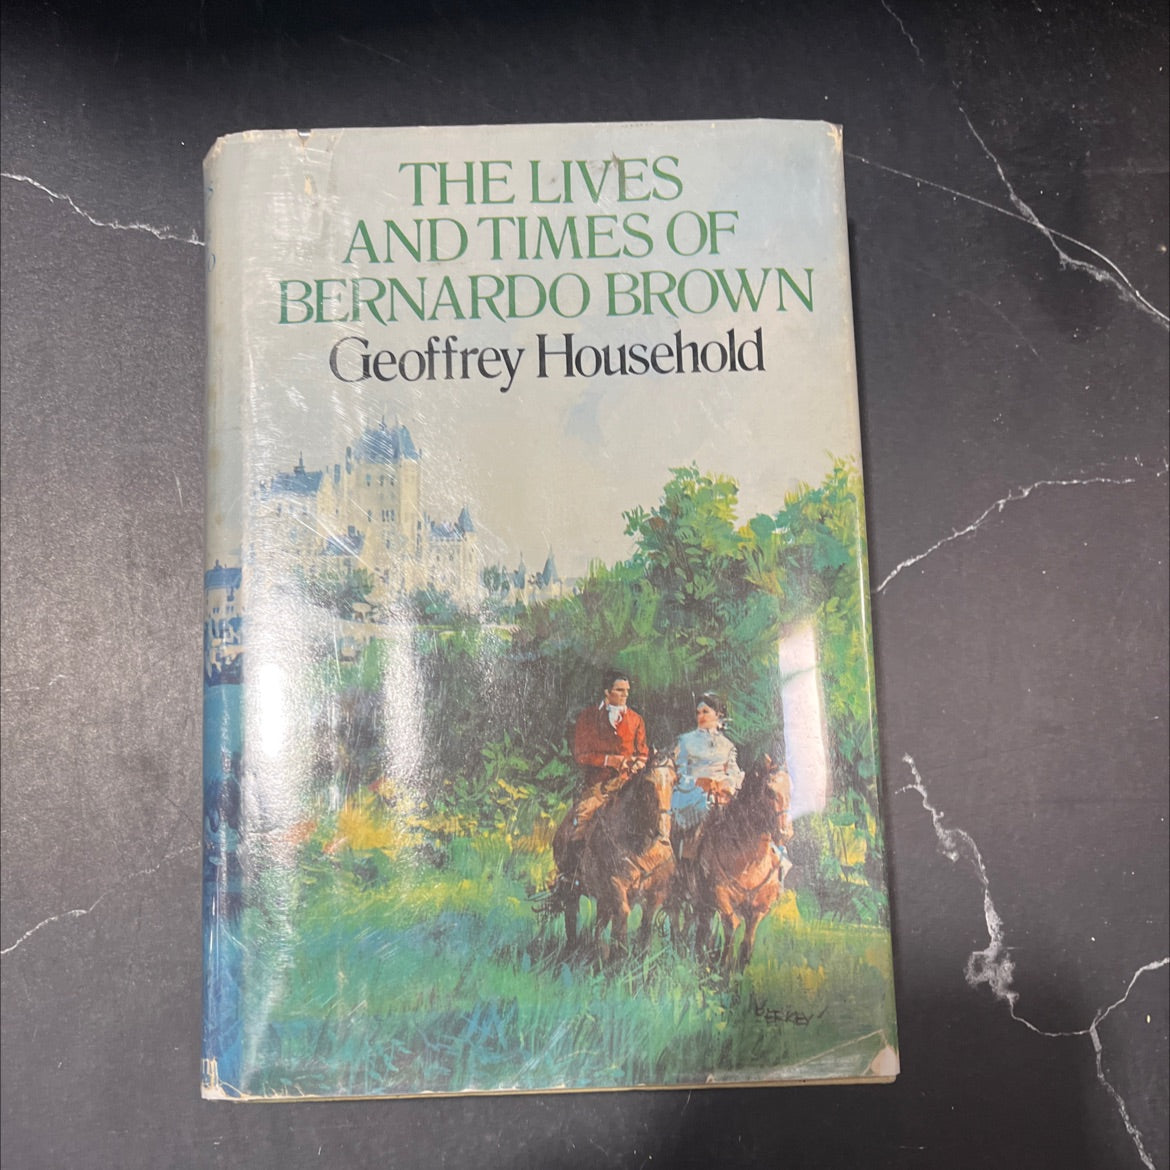 THE LIVES
AND TIMES OF
BERNARDO BROWN
Geoffrey Household